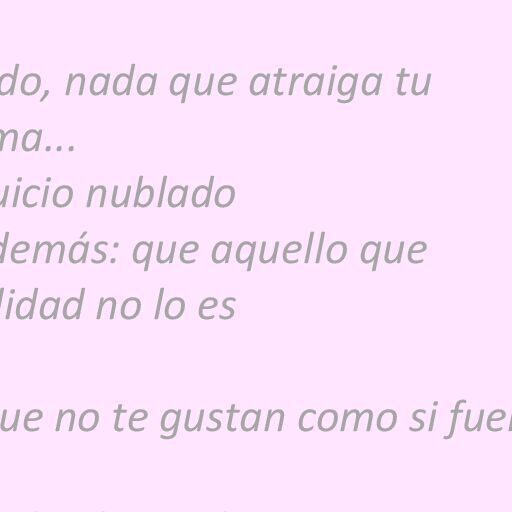 do, nada que atraiga tu
ma...
uicio nublado
demás: que aquello que
lidad no lo es
ue no te gustan como si fue